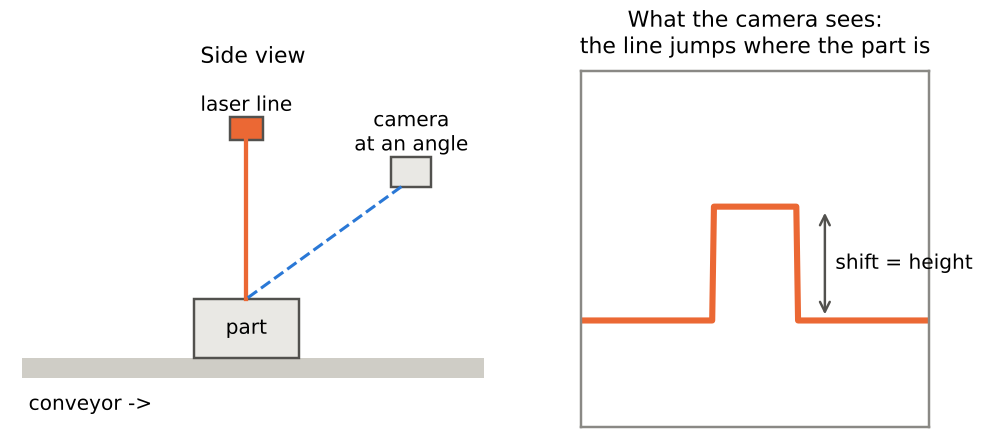 Side view
laser line
camera
at an angle
part
conveyor ->
What the camera sees:
the line jumps where the part is
shift = height